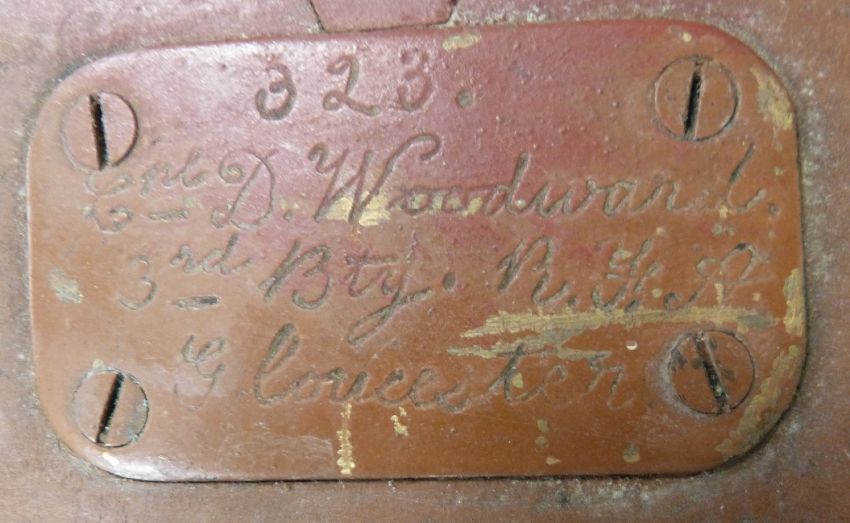 323.
Cpl D. Woodward.
3rd Bty. R. F. A
Gloucester